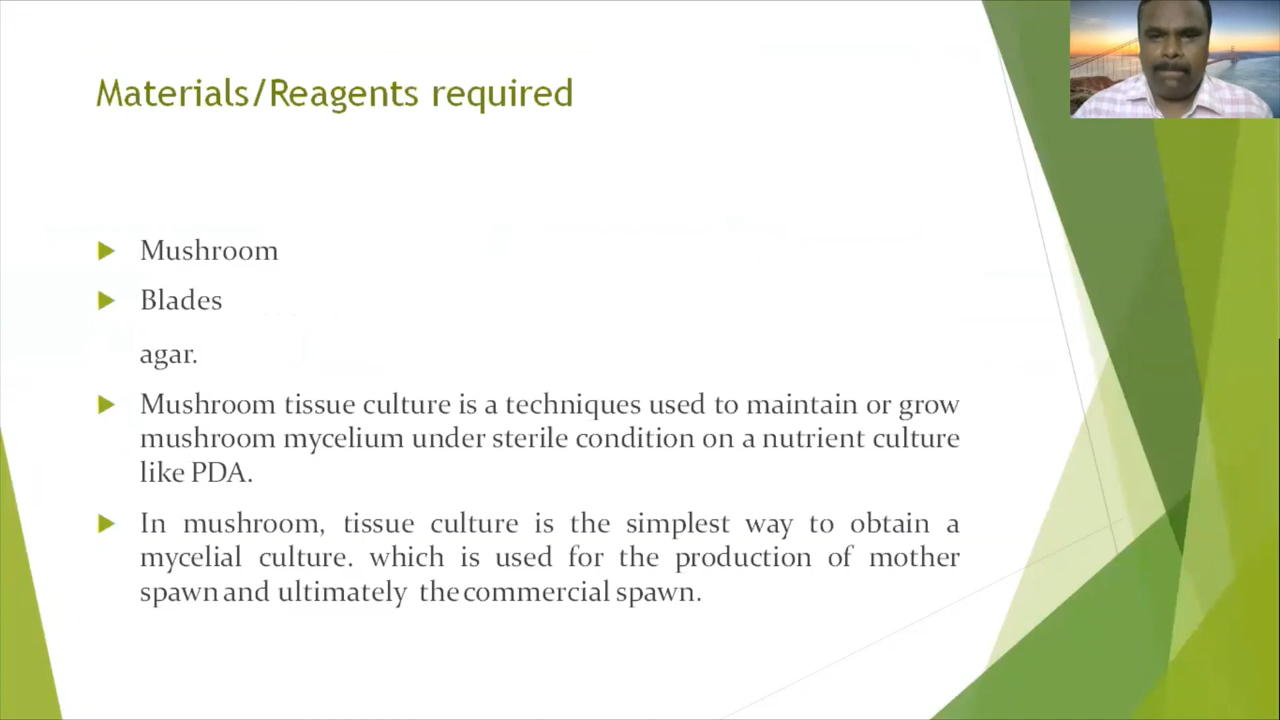 Materials/Reagents required
Mushroom
Blades
agar.
Mushroom tissue culture is a techniques used to maintain or grow
mushroom mycelium under sterile condition on a nutrient culture
like PDA.
In mushroom, tissue culture is the simplest way to obtain a
mycelial culture. which is used for the production of mother
spawn and ultimately the commercial spawn.